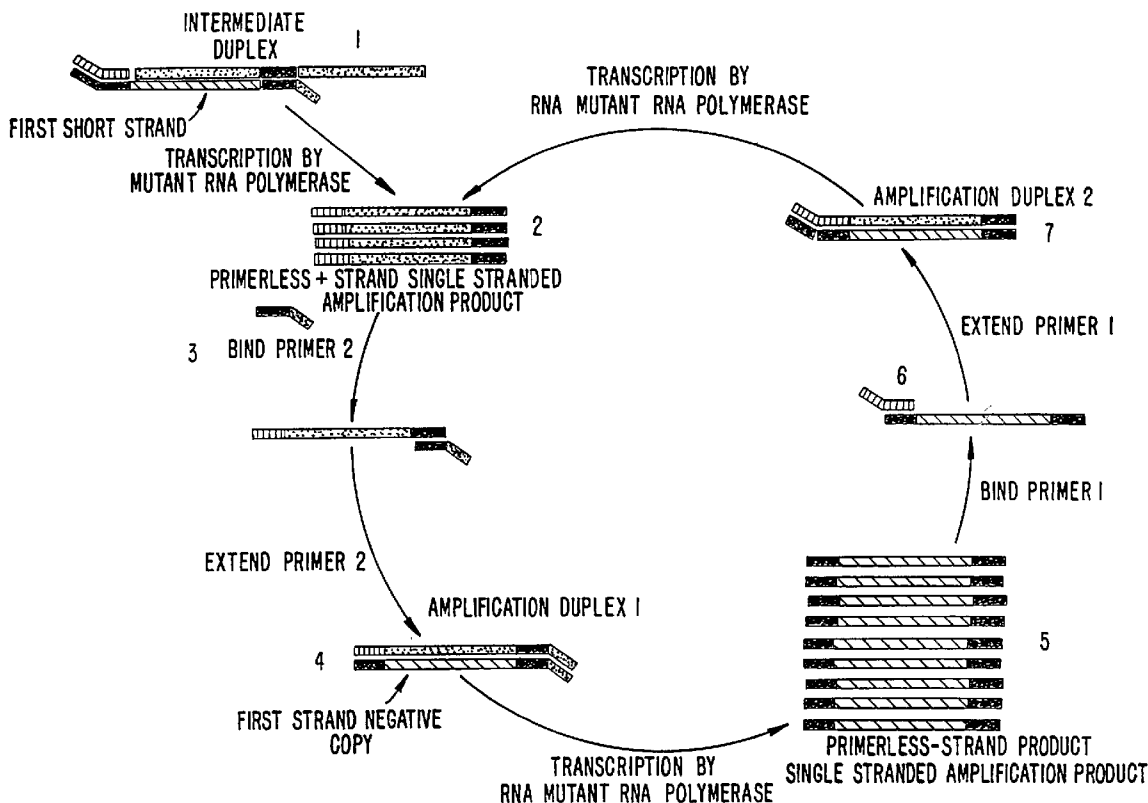 INTERMEDIATE
DUPLEX
1
FIRST SHORT STRAND
TRANSCRIPTION BY
MUTANT RNA POLYMERASE
TRANSCRIPTION BY
RNA MUTANT RNA POLYMERASE
2
PRIMERLESS + STRAND SINGLE STRANDED
AMPLIFICATION PRODUCT
AMPLIFICATION DUPLEX 2
7
3 BIND PRIMER 2
EXTEND PRIMER 1
6
BIND PRIMER 1
EXTEND PRIMER 2
AMPLIFICATION DUPLEX 1
4
FIRST STRAND NEGATIVE
COPY
5
PRIMERLESS-STRAND PRODUCT
SINGLE STRANDED AMPLIFICATION PRODUCT
TRANSCRIPTION BY
RNA MUTANT RNA POLYMERASE